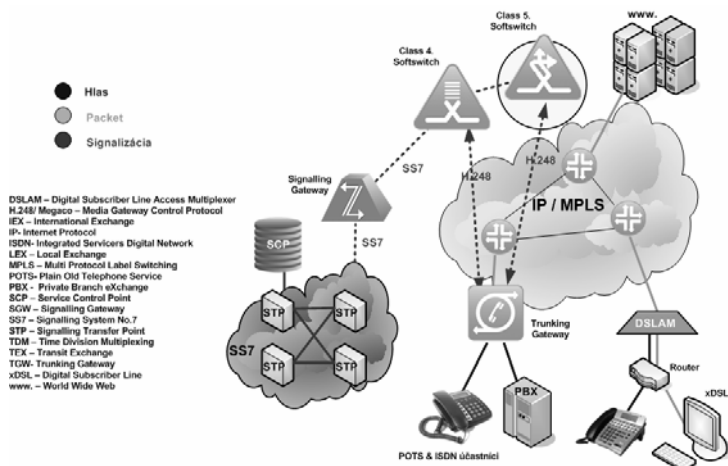 Hlas
Packet
Signalizácia
DSLAM – Digital Subscriber Line Access Multiplexer
H.248/ Megaco – Media Gateway Control Protocol
IEX – International Exchange
IP- Internet Protocol
ISDN- Integrated Servicers Digital Network
LEX – Local Exchange
MPLS – Multi Protocol Label Switching
POTS- Plain Old Telephone Service
PBX - Private Branch eXchange
SCP – Service Control Point
SGW – Signalling Gateway
SS7 – Signalling System No.7
STP – Signalling Transfer Point
TDM – Time Division Multiplexing
TEX – Transit Exchange
TGW- Trunking Gateway
xDSL – Digital Subscriber Line
www. – World Wide Web
Class 4.
Softswitch
Class 5.
Softswitch
www.
SS7
H.248
H.248
Signalling
Gateway
IP / MPLS
SCP
SS7
STP
STP
SS7
STP
STP
Trunking
Gateway
DSLAM
Router
xDSL
PBX
POTS & ISDN účastníci